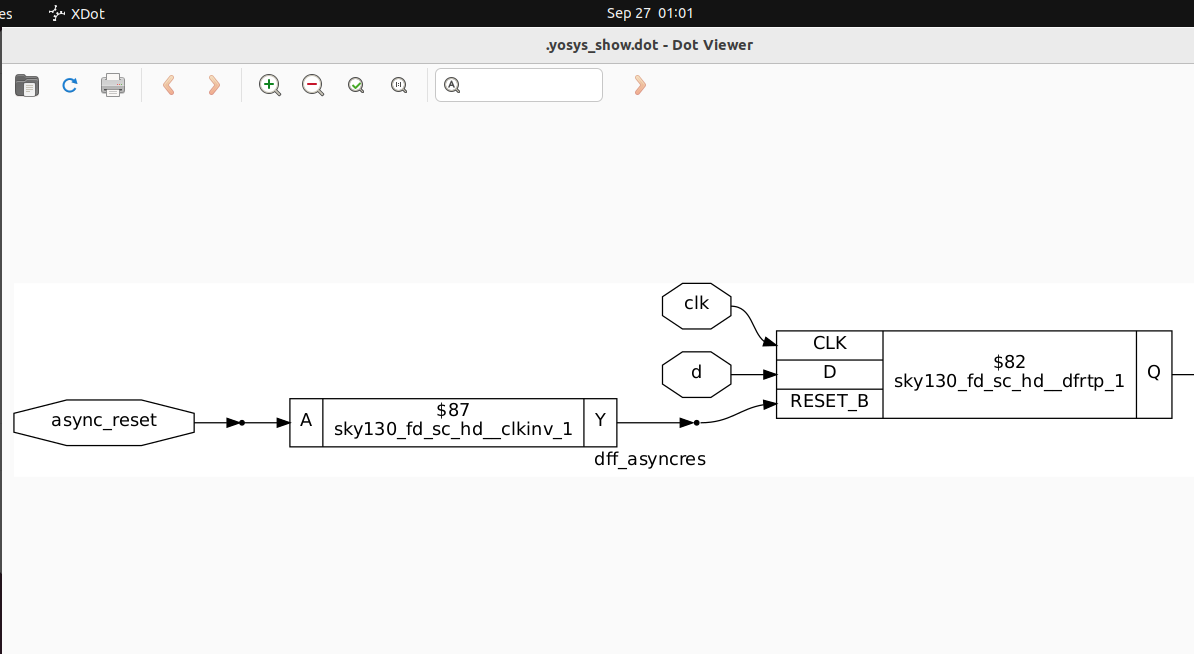 es XDot Sep 27 01:01
.yosys_show.dot - Dot Viewer
clk
CLK
$82
d
D
sky130_fd_sc_hd__dfrtp_1
Q
RESET_B
async_reset
A
$87
sky130_fd_sc_hd__clkinv_1
Y
dff_asyncres